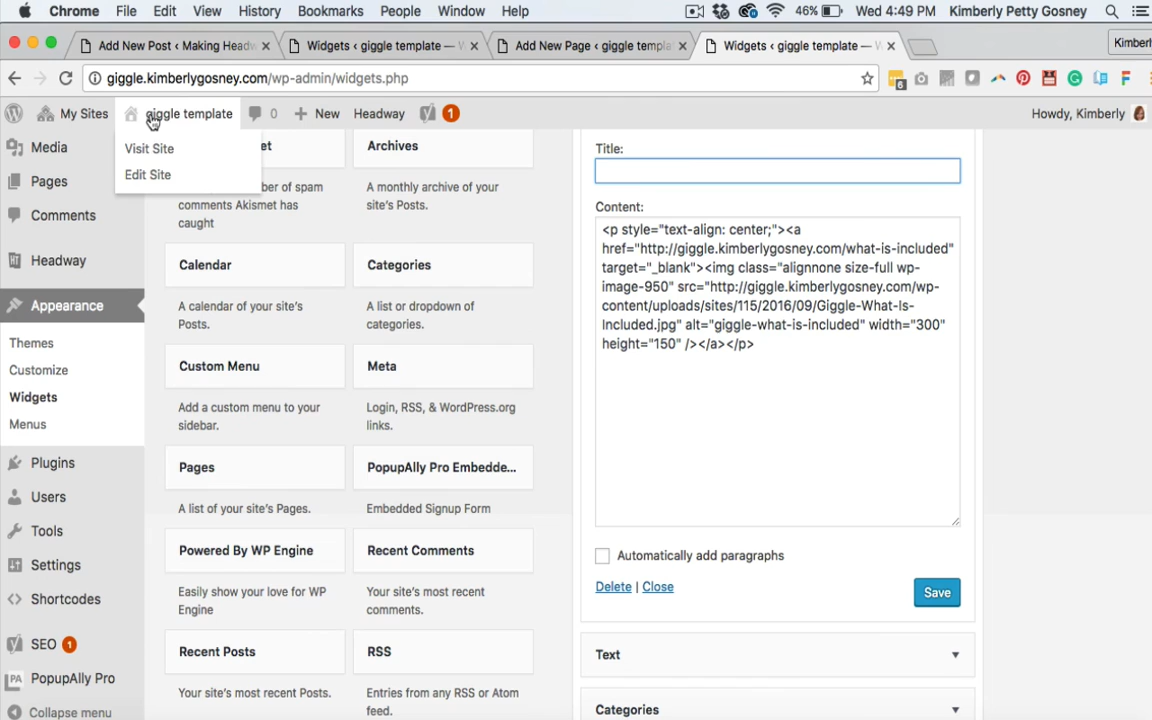 Chrome File Edit View History Bookmarks People Window Help 46% Wed 4:49 PM Kimberly Petty Gosney
Add New Post ‹ Making Headw × Widgets ‹ giggle template — × Add New Page ‹ giggle templa × Widgets ‹ giggle template — × Kimberl
giggle.kimberlygosney.com/wp-admin/widgets.php 6
My Sites giggle template 0 New Headway 1 Howdy, Kimberly
Visit Site
Edit Site
Media
Pages
Comments
Headway
Appearance
Themes
Customize
Widgets
Menus
Plugins
Users
Tools
Settings
Shortcodes
SEO 1
PA PopupAlly Pro
Collapse menu
et Archives
ber of spam
comments Akismet has
caught
A monthly archive of your
site's Posts.
Calendar Categories
A calendar of your site's
Posts.
A list or dropdown of
categories.
Custom Menu Meta
Add a custom menu to your
sidebar.
Login, RSS, & WordPress.org
links.
Pages PopupAlly Pro Embedde...
A list of your site's Pages. Embedded Signup Form
Powered By WP Engine Recent Comments
Easily show your love for WP
Engine
Your site's most recent
comments.
Recent Posts RSS
Your site's most recent Posts. Entries from any RSS or Atom
feed.
Title:
Content:
<p style="text-align: center;"><a
href="http://giggle.kimberlygosney.com/what-is-included"
target="_blank"><img class="alignnone size-full wp-
image-950" src="http://giggle.kimberlygosney.com/wp-
content/uploads/sites/115/2016/09/Giggle-What-Is-
Included.jpg" alt="giggle-what-is-included" width="300"
height="150" /></a></p>
Automatically add paragraphs
Delete | Close Save
Text
Categories